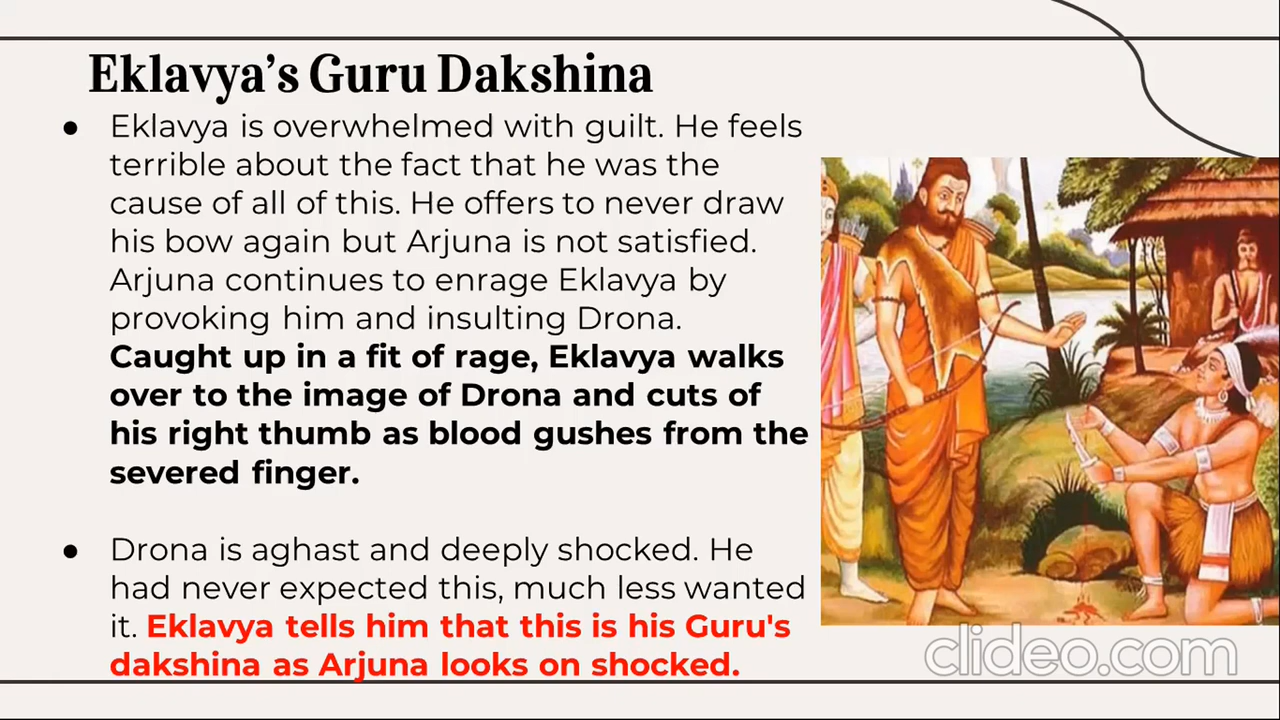 Eklavya's Guru Dakshina
● Eklavya is overwhelmed with guilt. He feels
terrible about the fact that he was the
cause of all of this. He offers to never draw
his bow again but Arjuna is not satisfied.
Arjuna continues to enrage Eklavya by
provoking him and insulting Drona.
Caught up in a fit of rage, Eklavya walks
over to the image of Drona and cuts of
his right thumb as blood gushes from the
severed finger.
● Drona is aghast and deeply shocked. He
had never expected this, much less wanted
it. Eklavya tells him that this is his Guru's
dakshina as Arjuna looks on shocked.
clideo.com